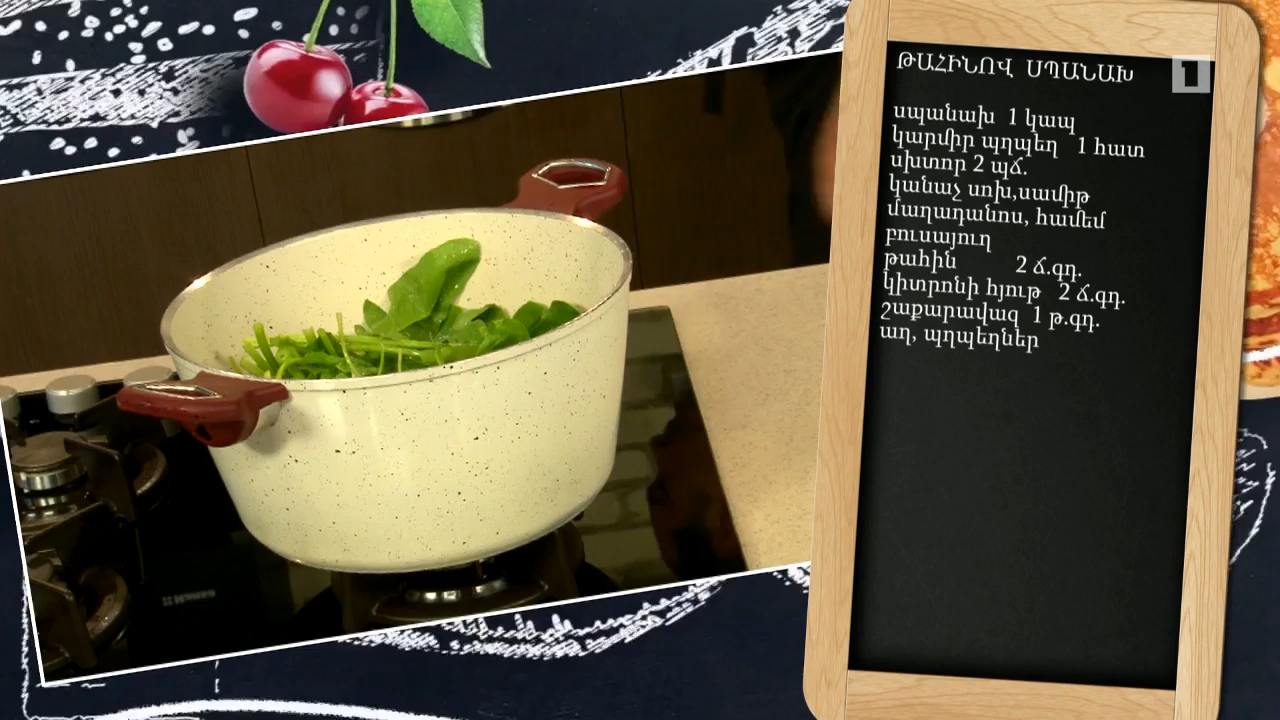 ԹԱՀԻՆՈՎ ՍՊԱՆԱԽ
սպանախ 1 կապ
կարմիր պղպեղ 1 հատ
սխտոր 2 պճ.
կանաչ սոխ,սամիթ
մաղադանոս, համեմ
բուսայուղ
թահին 2 ճ.գդ.
կիտրոնի հյութ 2 ճ.գդ.
շաքարավազ 1 թ.գդ.
աղ, պղպեղներ
1